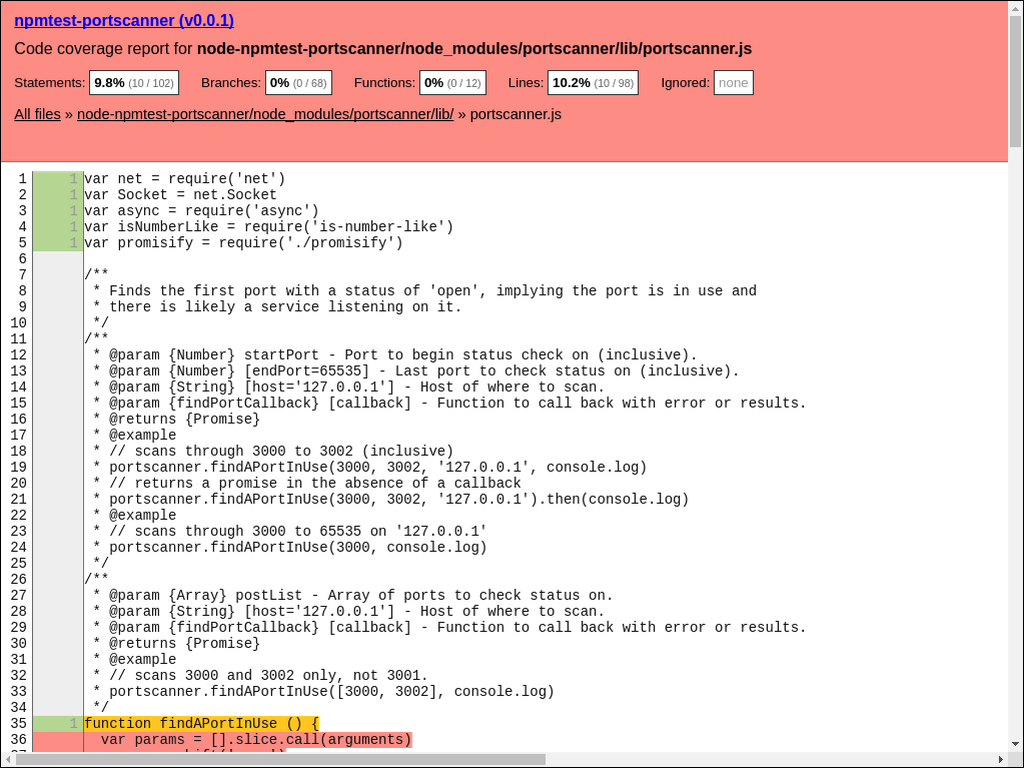 npmtest-portscanner (v0.0.1)
Code coverage report for node-npmtest-portscanner/node_modules/portscanner/lib/portscanner.js
Statements: 9.8% (10 / 102) Branches: 0% (0 / 68) Functions: 0% (0 / 12) Lines: 10.2% (10 / 98) Ignored: none
All files » node-npmtest-portscanner/node_modules/portscanner/lib/ » portscanner.js
1 1 var net = require('net')
2 1 var Socket = net.Socket
3 1 var async = require('async')
4 1 var isNumberLike = require('is-number-like')
5 1 var promisify = require('./promisify')
6
7 /**
8 * Finds the first port with a status of 'open', implying the port is in use and
9 * there is likely a service listening on it.
10 */
11 /**
12 * @param {Number} startPort - Port to begin status check on (inclusive).
13 * @param {Number} [endPort=65535] - Last port to check status on (inclusive).
14 * @param {String} [host='127.0.0.1'] - Host of where to scan.
15 * @param {findPortCallback} [callback] - Function to call back with error or results.
16 * @returns {Promise}
17 * @example
18 * // scans through 3000 to 3002 (inclusive)
19 * portscanner.findAPortInUse(3000, 3002, '127.0.0.1', console.log)
20 * // returns a promise in the absence of a callback
21 * portscanner.findAPortInUse(3000, 3002, '127.0.0.1').then(console.log)
22 * @example
23 * // scans through 3000 to 65535 on '127.0.0.1'
24 * portscanner.findAPortInUse(3000, console.log)
25 */
26 /**
27 * @param {Array} postList - Array of ports to check status on.
28 * @param {String} [host='127.0.0.1'] - Host of where to scan.
29 * @param {findPortCallback} [callback] - Function to call back with error or results.
30 * @returns {Promise}
31 * @example
32 * // scans 3000 and 3002 only, not 3001.
33 * portscanner.findAPortInUse([3000, 3002], console.log)
34 */
35 1 function findAPortInUse () {
36 var params = [].slice.call(arguments)